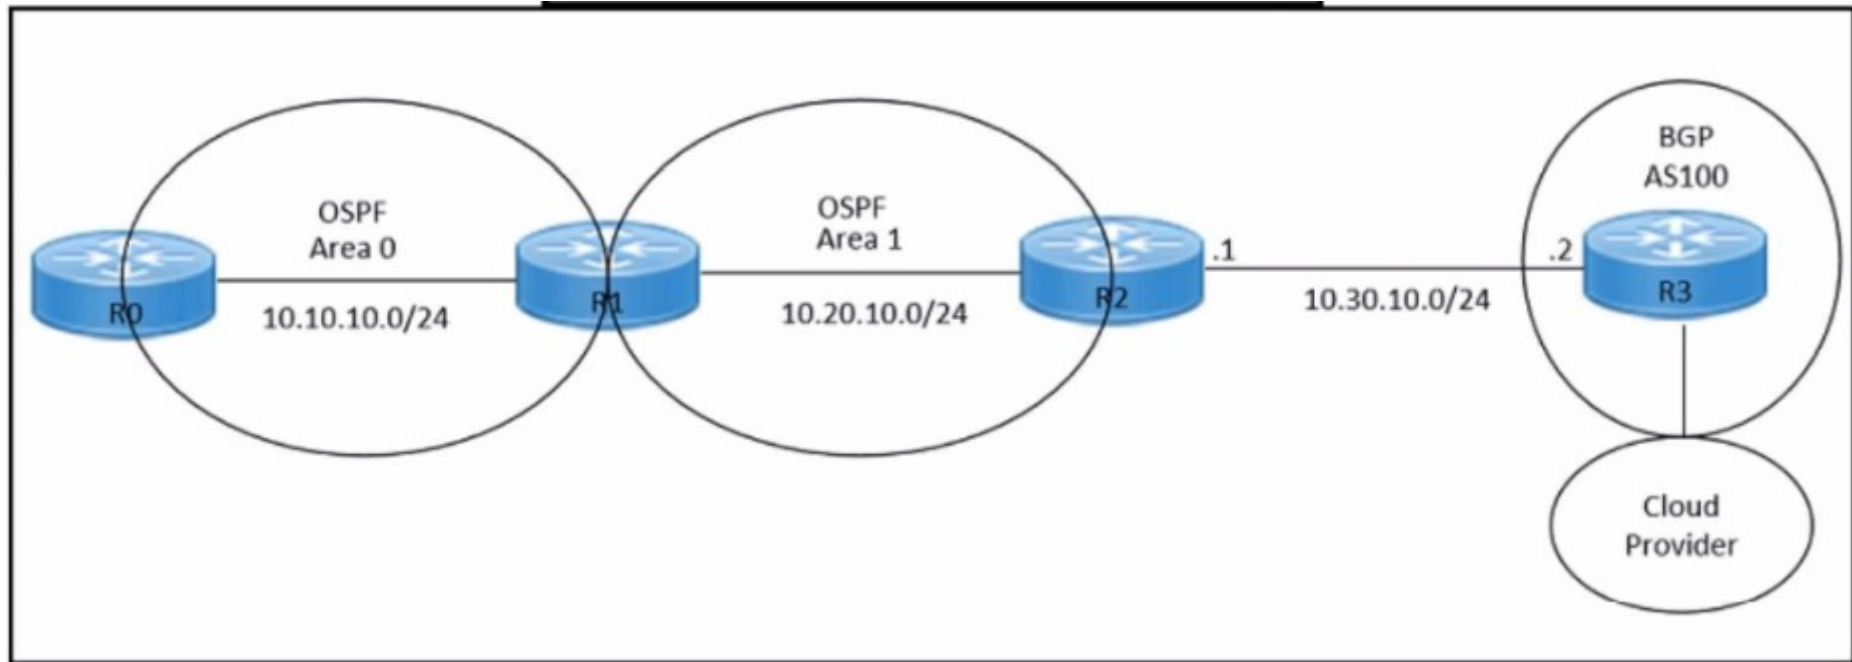 OSPF
Area 0
R0
10.10.10.0/24
R1
OSPF
Area 1
10.20.10.0/24
R2
.1
10.30.10.0/24
.2
BGP
AS100
R3
Cloud
Provider